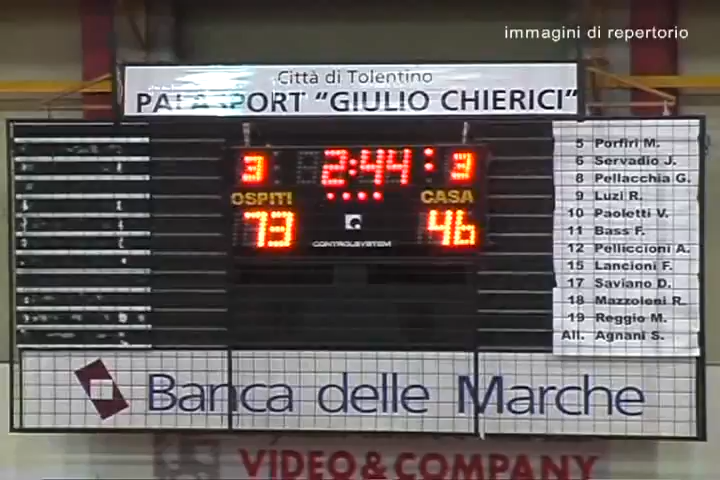 immagini di repertorio
Città di Tolentino
PALASPORT "GIULIO CHIERICI"
3 2:44 : 3
OSPITI CASA
73 46
CONTROLSYSTEM
5 Porfiri M.
6 Servadio J.
8 Pellacchia G.
9 Luzi R.
10 Paoletti V.
11 Bass F.
12 Pelliccioni A.
15 Lancioni F.
17 Saviano D.
18 Mazzoleni R.
19 Reggio M.
All. Agnani S.
Banca delle Marche
VIDEO&COMPANY